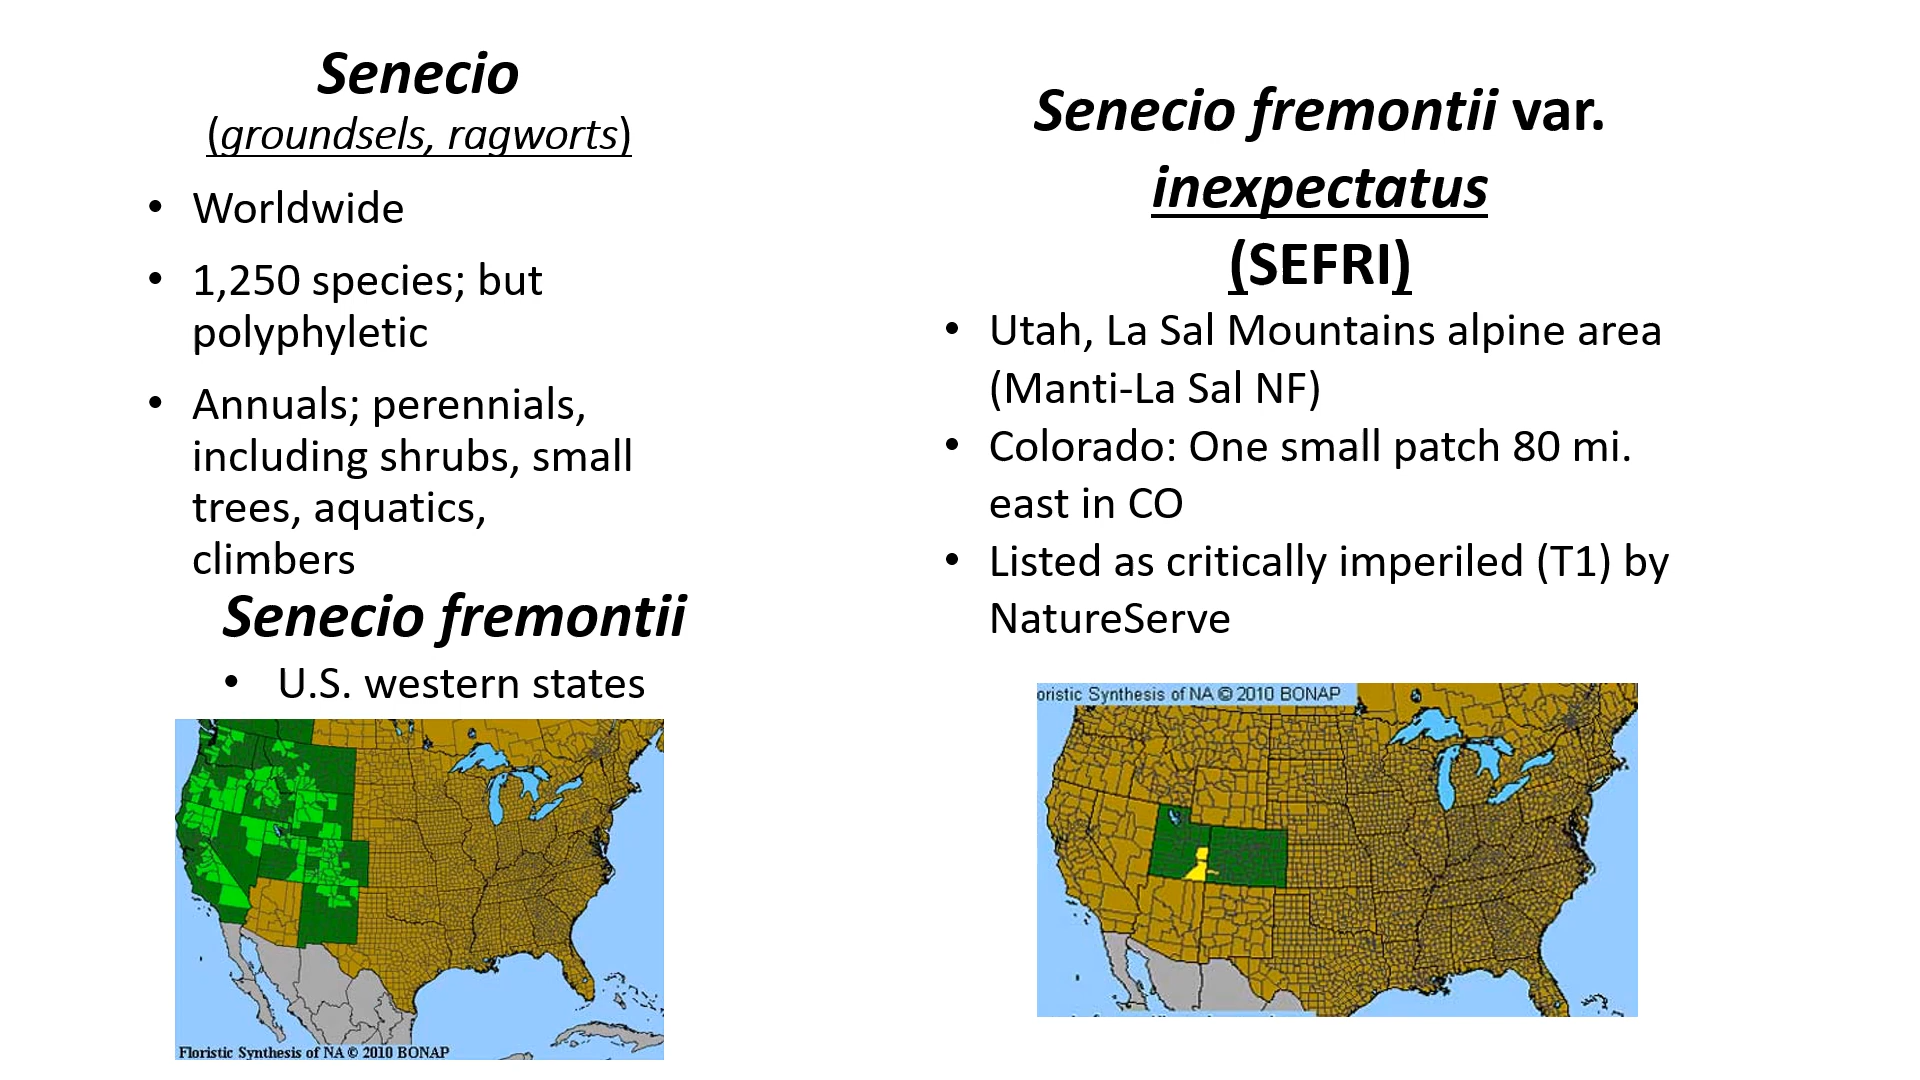 Senecio
(groundsels, ragworts)
• Worldwide
• 1,250 species; but
polyphyletic
• Annuals; perennials,
including shrubs, small
trees, aquatics,
climbers
Senecio fremontii
• U.S. western states
Floristic Synthesis of NA © 2010 BONAP
Senecio fremontii var.
inexpectatus
(SEFRI)
• Utah, La Sal Mountains alpine area
(Manti-La Sal NF)
• Colorado: One small patch 80 mi.
east in CO
• Listed as critically imperiled (T1) by
NatureServe
oristic Synthesis of NA © 2010 BONAP